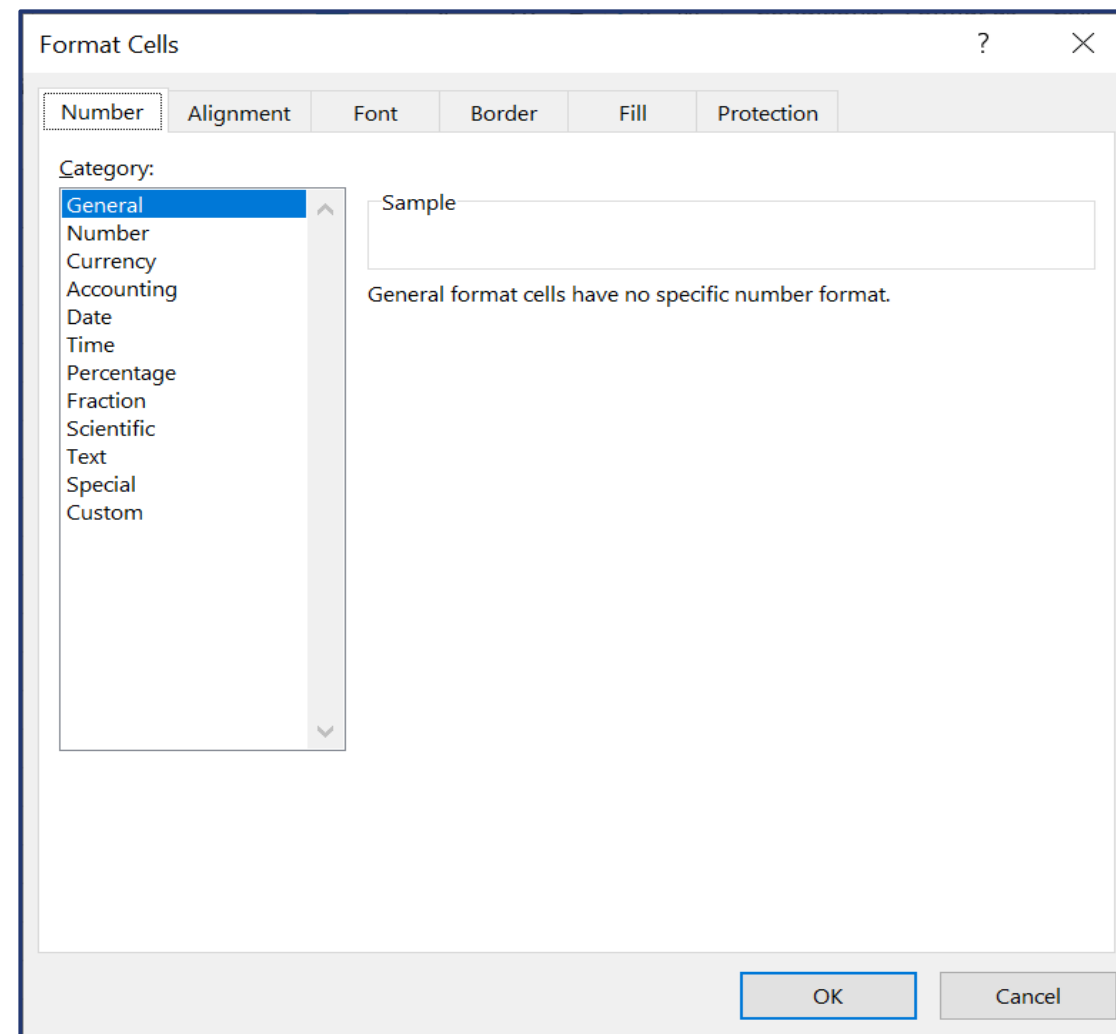 Format Cells ?
Number Alignment Font Border Fill Protection
Category:
General
Number
Currency
Accounting
Date
Time
Percentage
Fraction
Scientific
Text
Special
Custom
Sample
General format cells have no specific number format.
OK Cancel